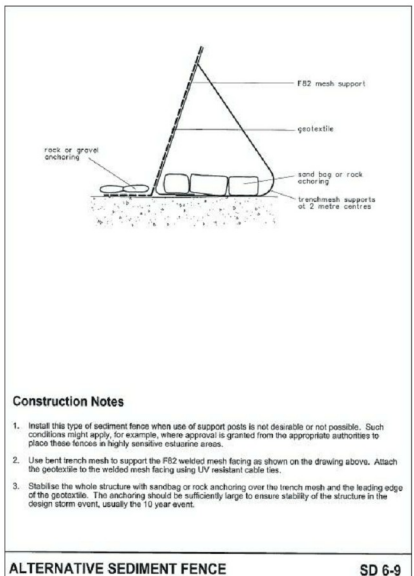 F82 mesh support
geotextile
rock or gravel
anchoring
sand bag or rock
achoring
trenchmesh supports
at 2 metre centres
Construction Notes
1. Install this type of sediment fence when use of support posts is not desirable or not possible. Such
conditions might apply, for example, where approval is granted from the appropriate authorities to
place these fences in highly sensitive estuarine areas.
2. Use bent trench mesh to support the F82 welded mesh facing as shown on the drawing above. Attach
the geotextile to the welded mesh facing using UV resistant cable ties.
3. Stabilise the whole structure with sandbag or rock anchoring over the trench mesh and the leading edge
of the geotextile. The anchoring should be sufficiently large to ensure stability of the structure in the
design storm event, usually the 10 year event.
ALTERNATIVE SEDIMENT FENCE SD 6-9